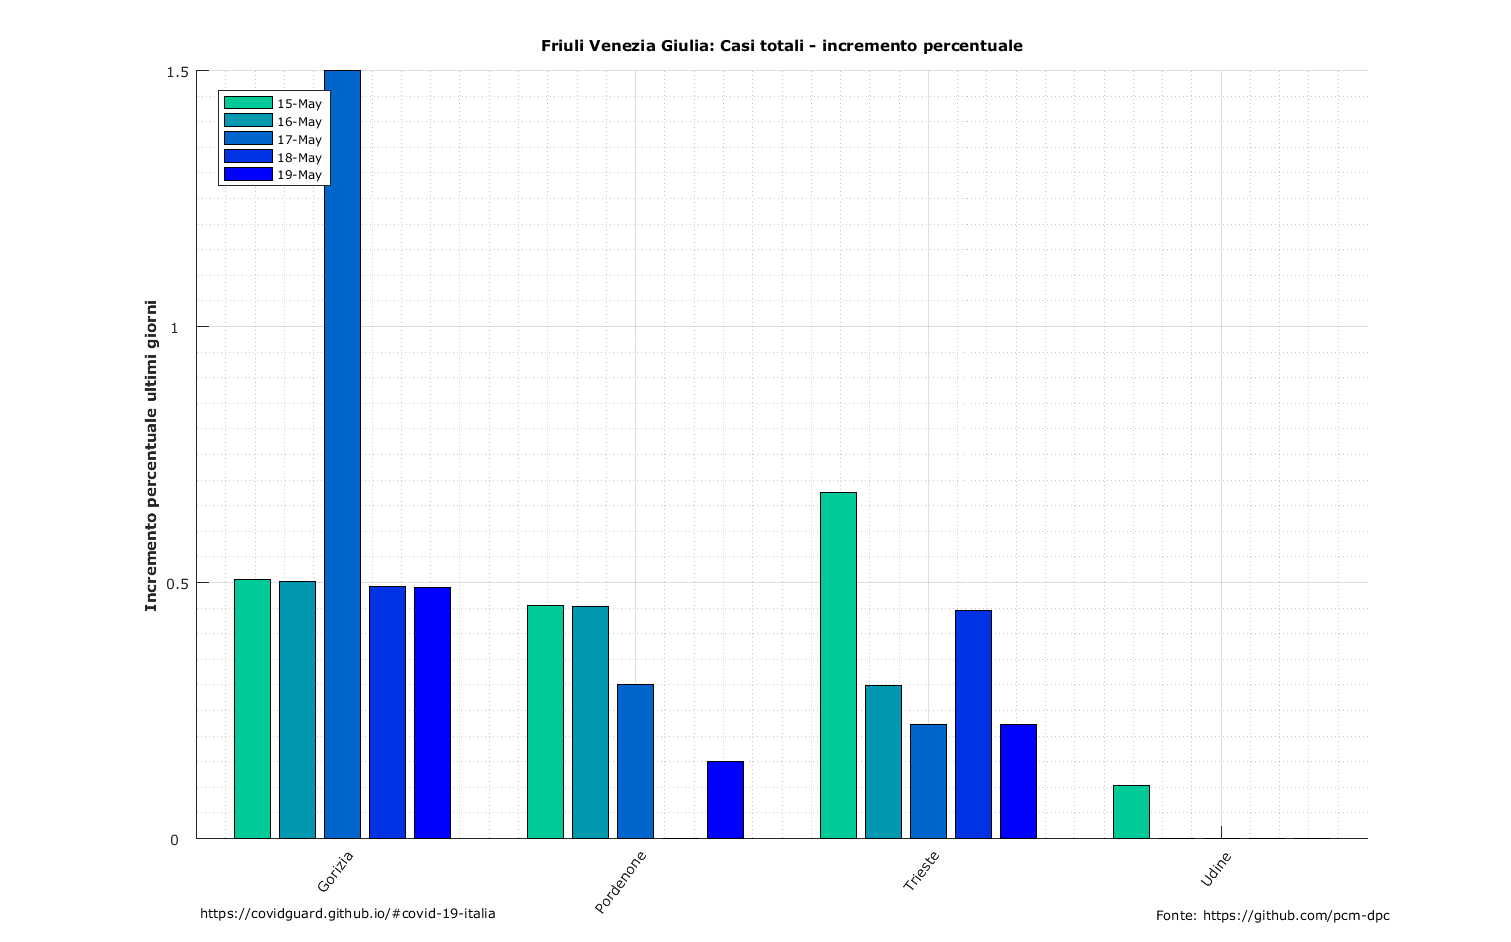 Friuli Venezia Giulia: Casi totali - incremento percentuale
Incremento percentuale ultimi giorni
1.5
1
0.5
0
15-May
16-May
17-May
18-May
19-May
Gorizia
Pordenone
Trieste
Udine
https://covidguard.github.io/#covid-19-italia
Fonte: https://github.com/pcm-dpc